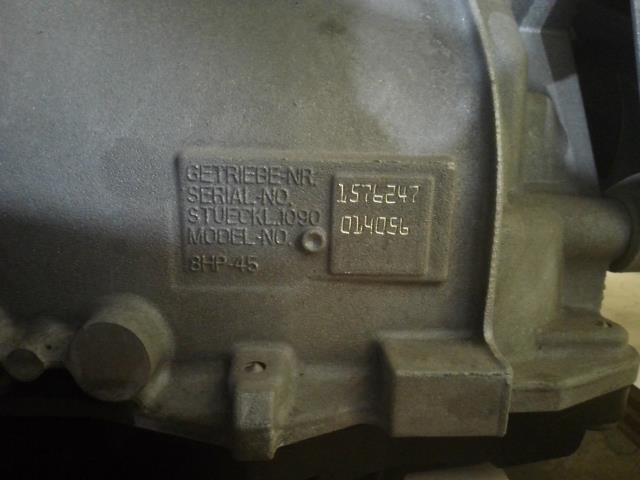 GETRIEBE-NR.
SERIAL-NO. 1576247
STUECKL.1090 014056
MODEL-NO.
8HP-45